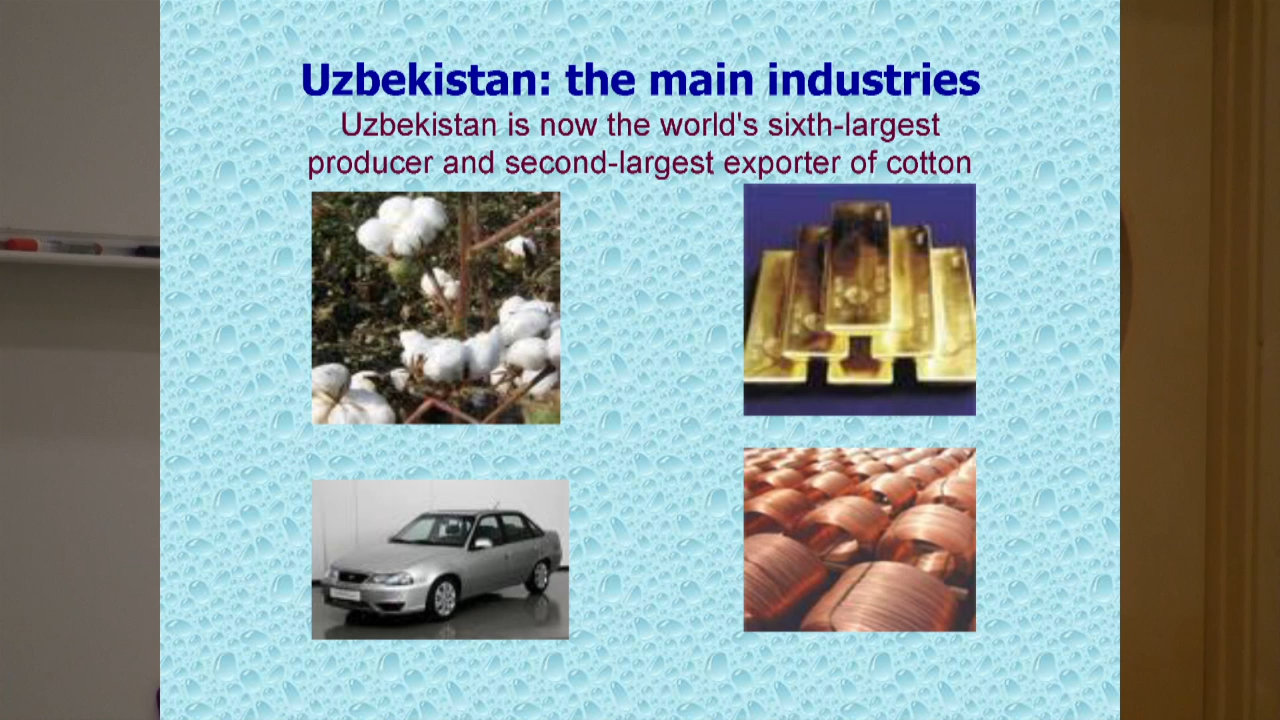 Uzbekistan: the main industries
Uzbekistan is now the world's sixth-largest
producer and second-largest exporter of cotton